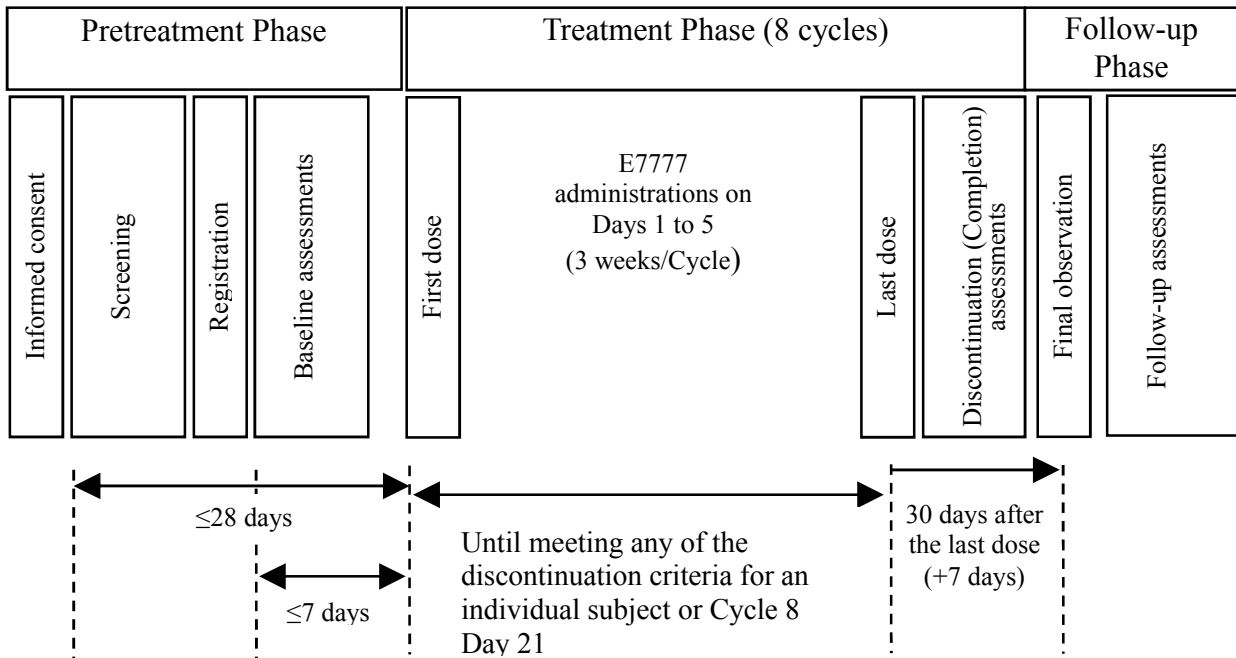 Pretreatment Phase
Treatment Phase (8 cycles)
Follow-up
Phase
Informed consent
Screening
Registration
Baseline assessments
First dose
E7777
administrations on
Days 1 to 5
(3 weeks/Cycle)
Last dose
Discontinuation (Completion)
assessments
Final observation
Follow-up assessments
≤28 days
≤7 days
Until meeting any of the
discontinuation criteria for an
individual subject or Cycle 8
Day 21
30 days after
the last dose
(+7 days)